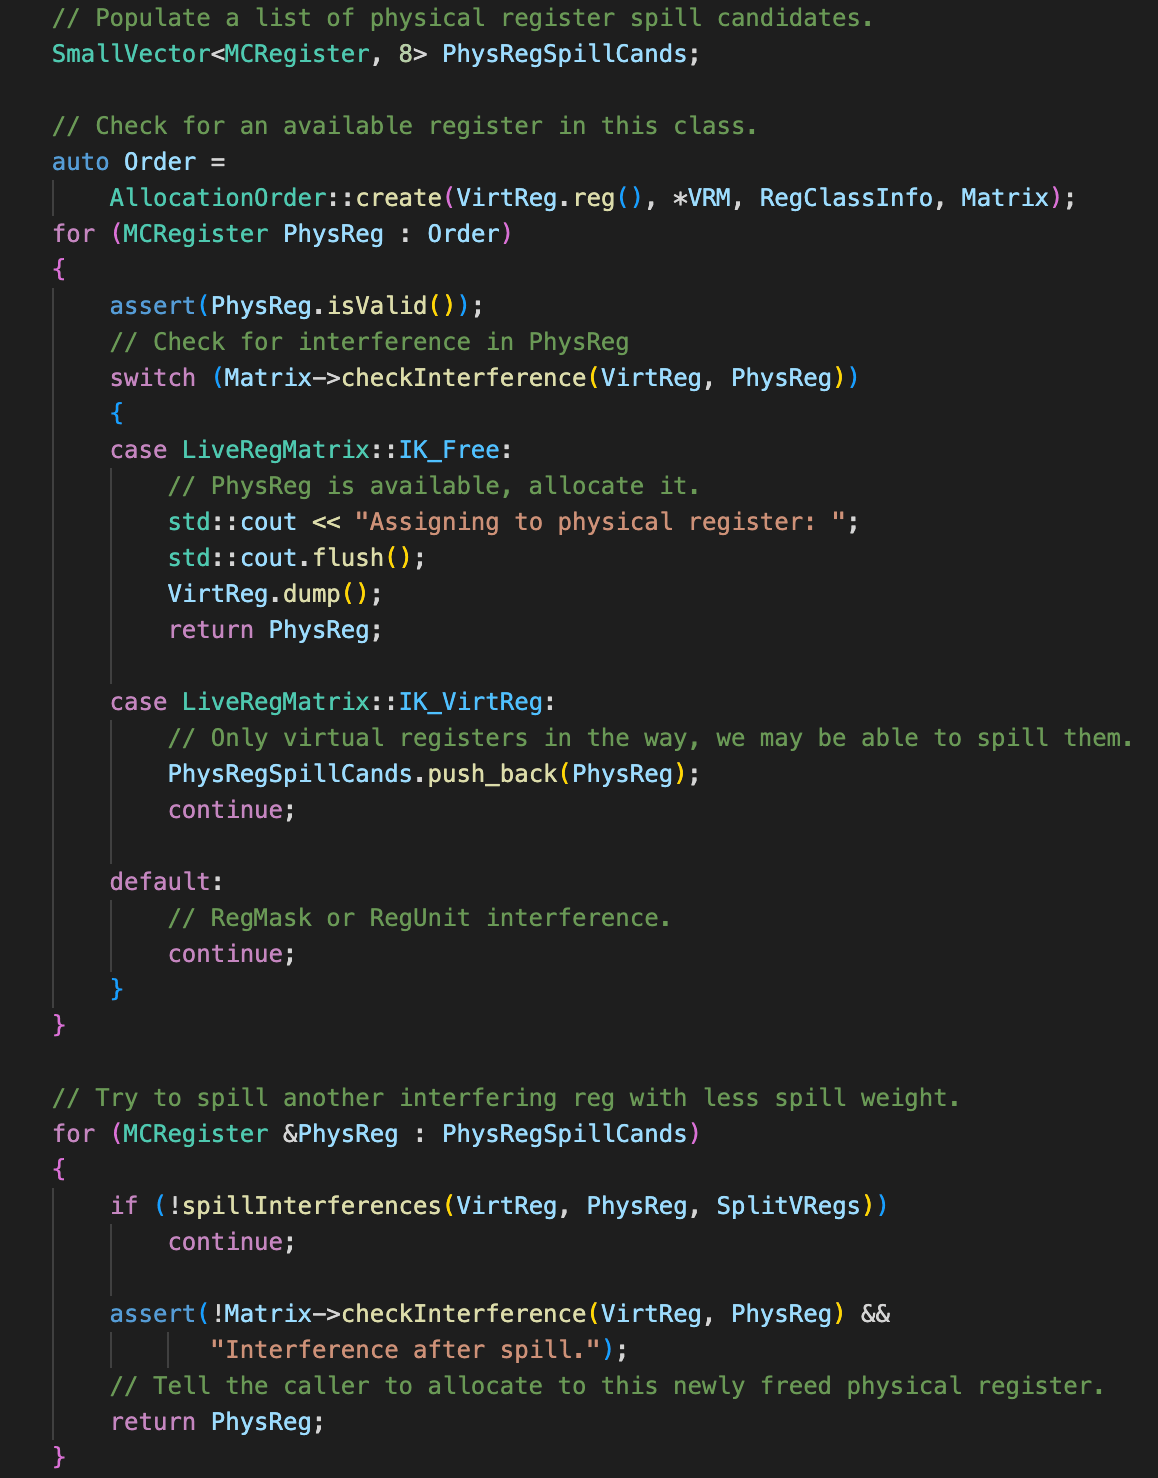 // Populate a list of physical register spill candidates.
SmallVector<MCRegister, 8> PhysRegSpillCands;

// Check for an available register in this class.
auto Order =
    AllocationOrder::create(VirtReg.reg(), *VRM, RegClassInfo, Matrix);
for (MCRegister PhysReg : Order)
{
    assert(PhysReg.isValid());
    // Check for interference in PhysReg
    switch (Matrix->checkInterference(VirtReg, PhysReg))
    {
    case LiveRegMatrix::IK_Free:
        // PhysReg is available, allocate it.
        std::cout << "Assigning to physical register: ";
        std::cout.flush();
        VirtReg.dump();
        return PhysReg;

    case LiveRegMatrix::IK_VirtReg:
        // Only virtual registers in the way, we may be able to spill them.
        PhysRegSpillCands.push_back(PhysReg);
        continue;

    default:
        // RegMask or RegUnit interference.
        continue;
    }
}

// Try to spill another interfering reg with less spill weight.
for (MCRegister &PhysReg : PhysRegSpillCands)
{
    if (!spillInterferences(VirtReg, PhysReg, SplitVRegs))
        continue;

    assert(!Matrix->checkInterference(VirtReg, PhysReg) &&
           "Interference after spill.");
    // Tell the caller to allocate to this newly freed physical register.
    return PhysReg;
}